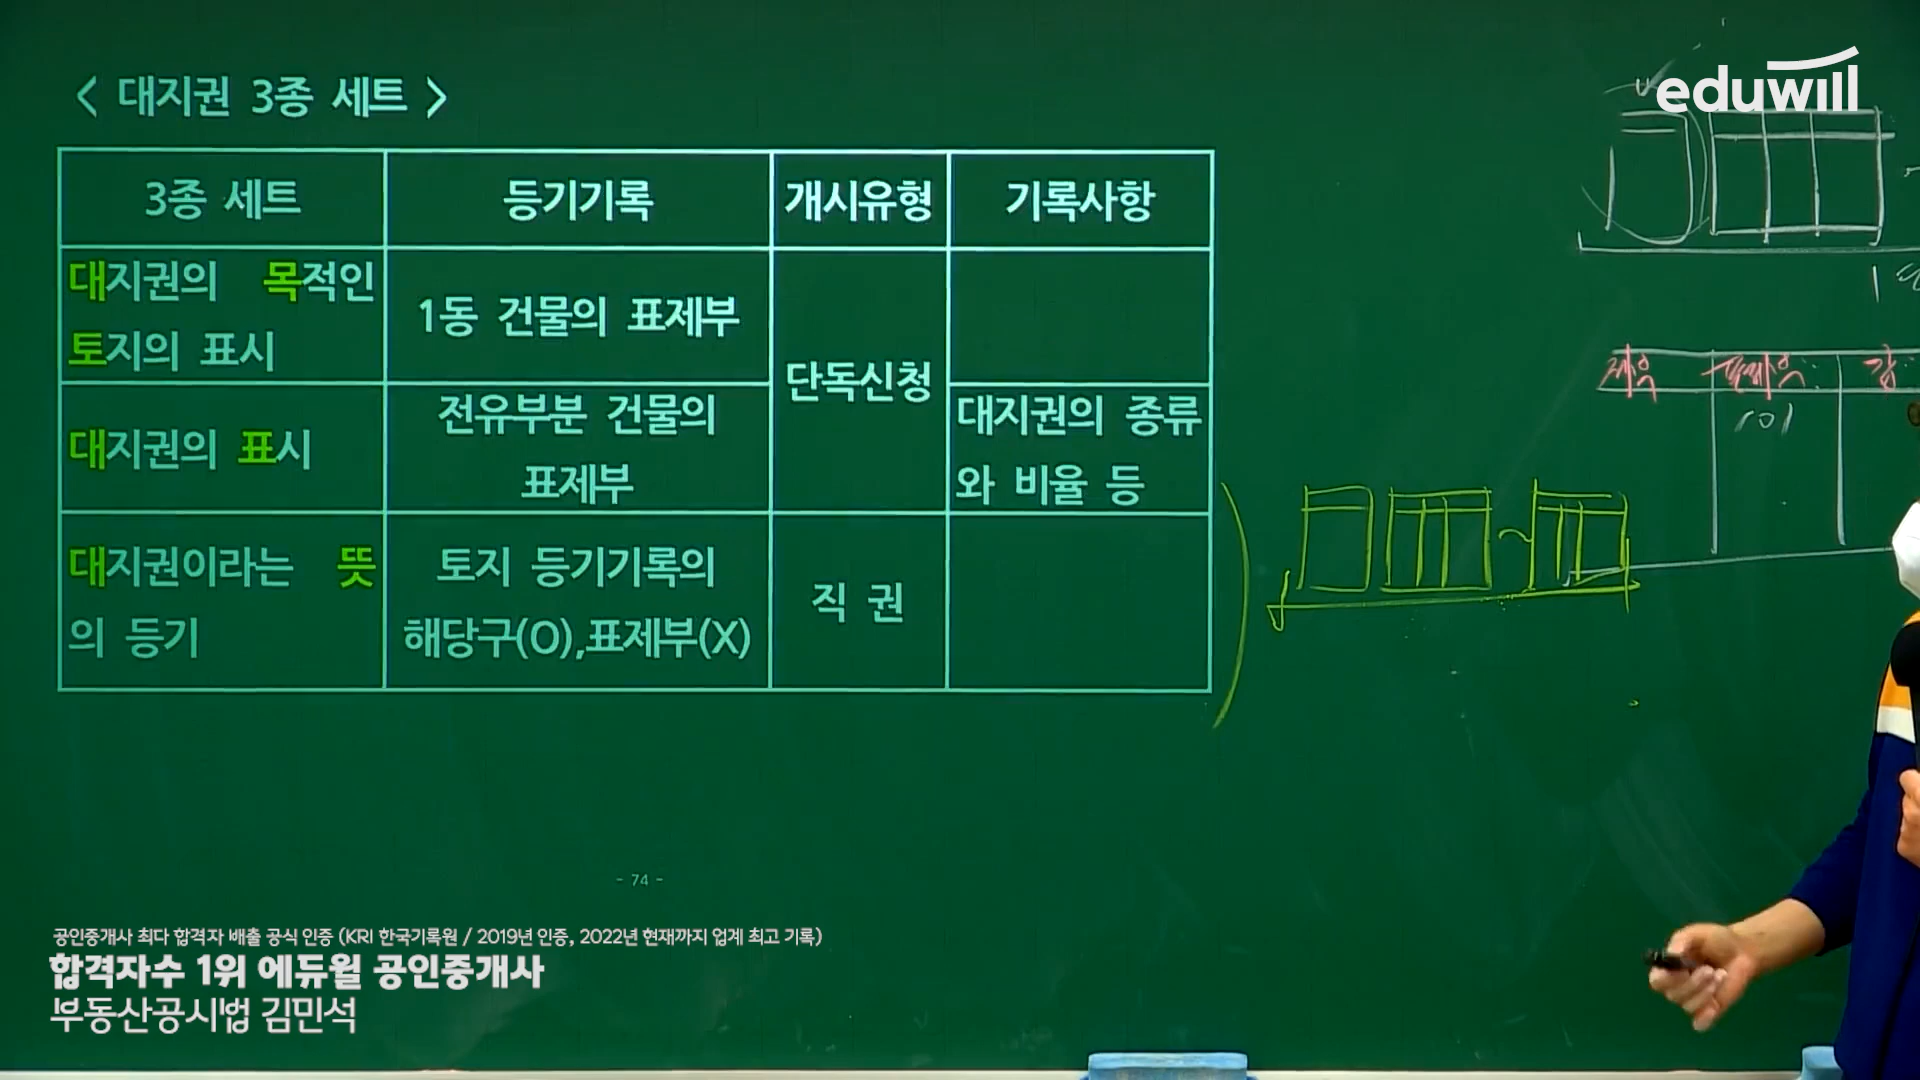 < 대지권 3종 세트 >
eduwill
3종 세트 등기기록 개시유형 기록사항
대지권의 목적인
토지의 표시
1동 건물의 표제부
단독신청
대지권의 표시
전유부분 건물의
표제부
대지권의 종류
와 비율 등
대지권이라는 뜻
의 등기
토지 등기기록의
해당구(O),표제부(X)
직 권
101
- 74 -
공인중개사 최다 합격자 배출 공식 인증 (KRI 한국기록원 / 2019년 인증, 2022년 현재까지 업계 최고 기록)
합격자수 1위 에듀윌 공인중개사
부동산공시법 김민석